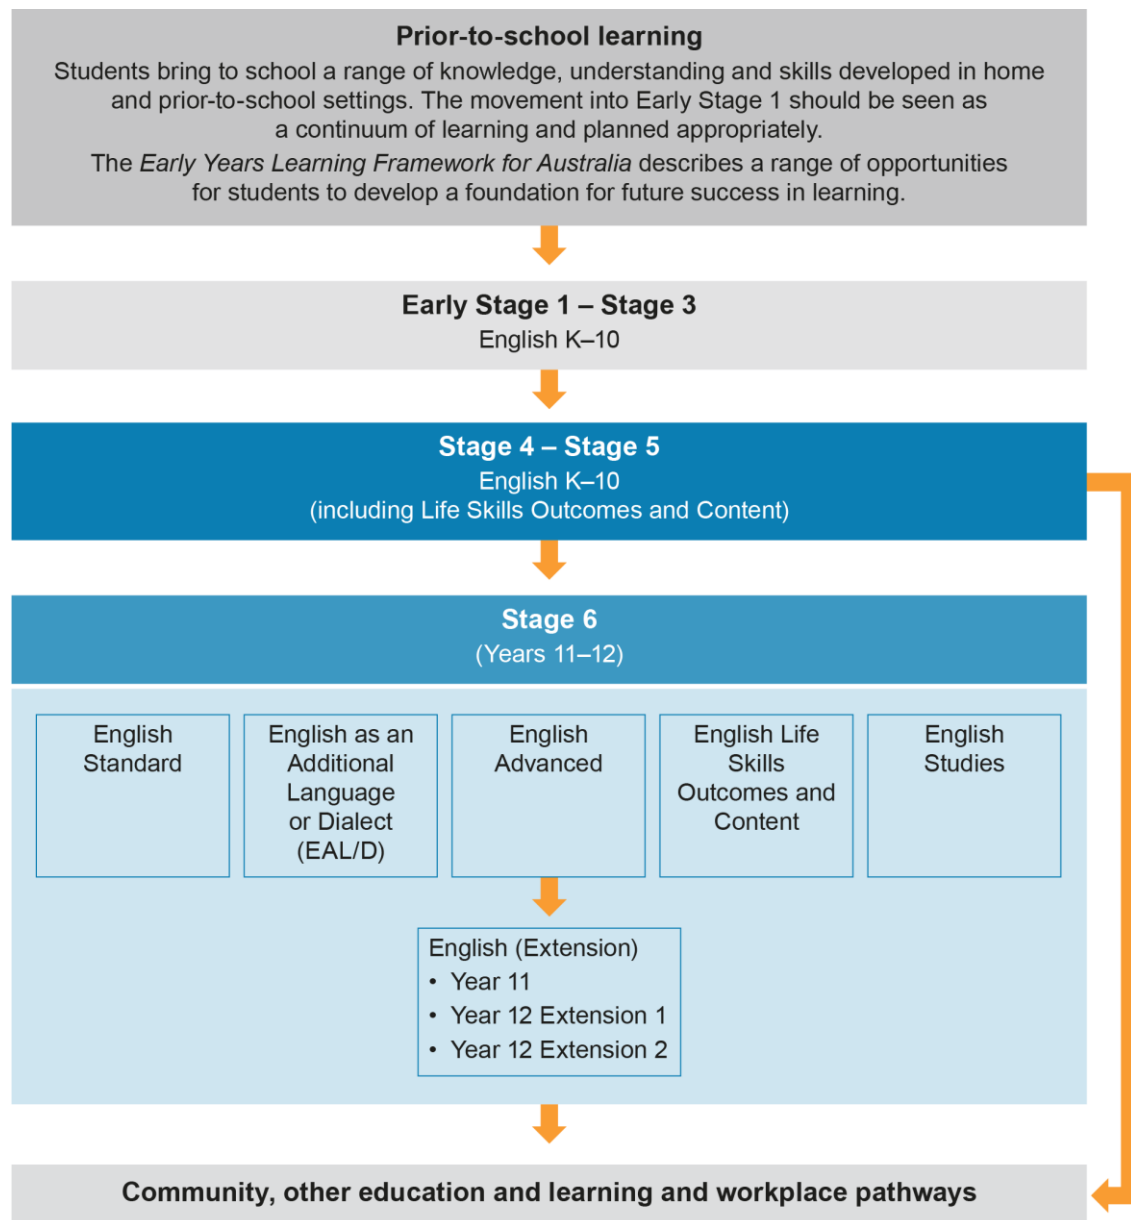 Prior-to-school learning
Students bring to school a range of knowledge, understanding and skills developed in home
and prior-to-school settings. The movement into Early Stage 1 should be seen as
a continuum of learning and planned appropriately.
The Early Years Learning Framework for Australia describes a range of opportunities
for students to develop a foundation for future success in learning.
Early Stage 1 – Stage 3
English K–10
Stage 4 – Stage 5
English K–10
(including Life Skills Outcomes and Content)
Stage 6
(Years 11–12)
English
Standard
English as an
Additional
Language
or Dialect
(EAL/D)
English
Advanced
English Life
Skills
Outcomes and
Content
English
Studies
English (Extension)
• Year 11
• Year 12 Extension 1
• Year 12 Extension 2
Community, other education and learning and workplace pathways